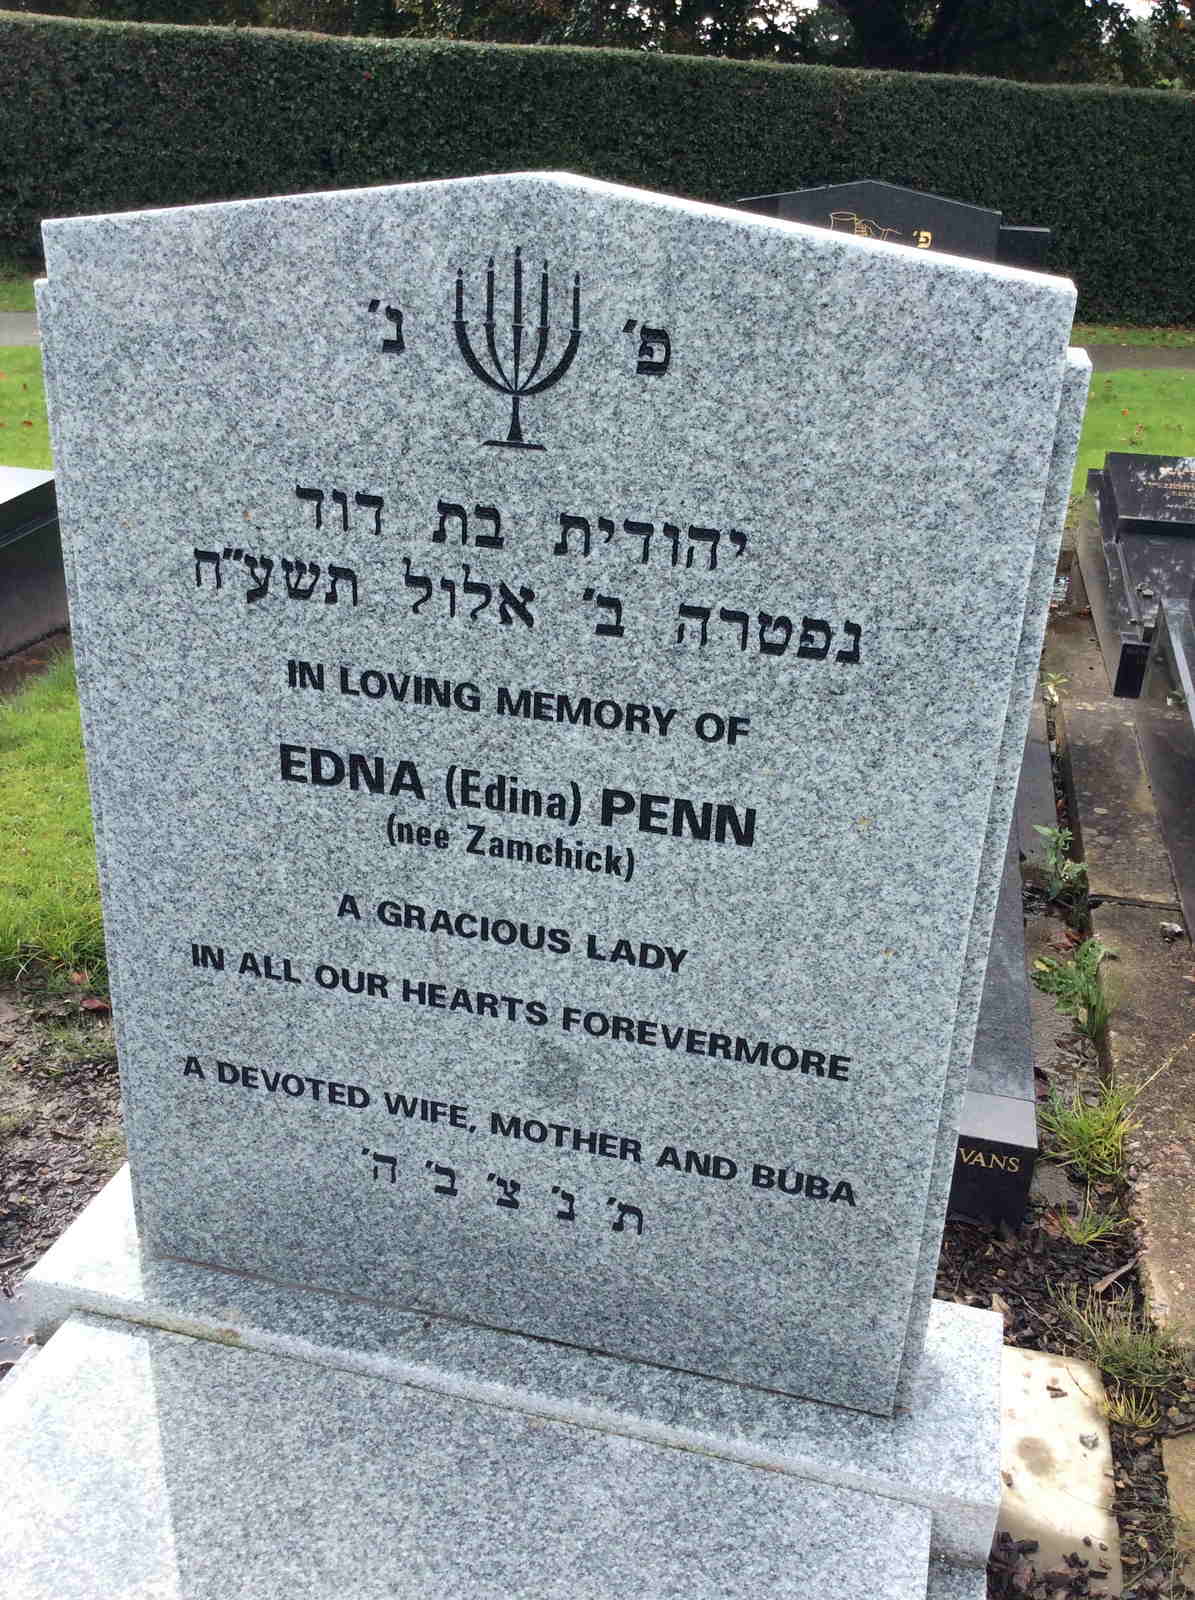 פ׳ נ׳
יהודית בת דוד
נפטרה ב׳ אלול תשע״ח
IN LOVING MEMORY OF
EDNA (Edina) PENN
(nee Zamchick)
A GRACIOUS LADY
IN ALL OUR HEARTS FOREVERMORE
A DEVOTED WIFE, MOTHER AND BUBA
ת׳ נ׳ צ׳ ב׳ ה׳
פ׳
VANS